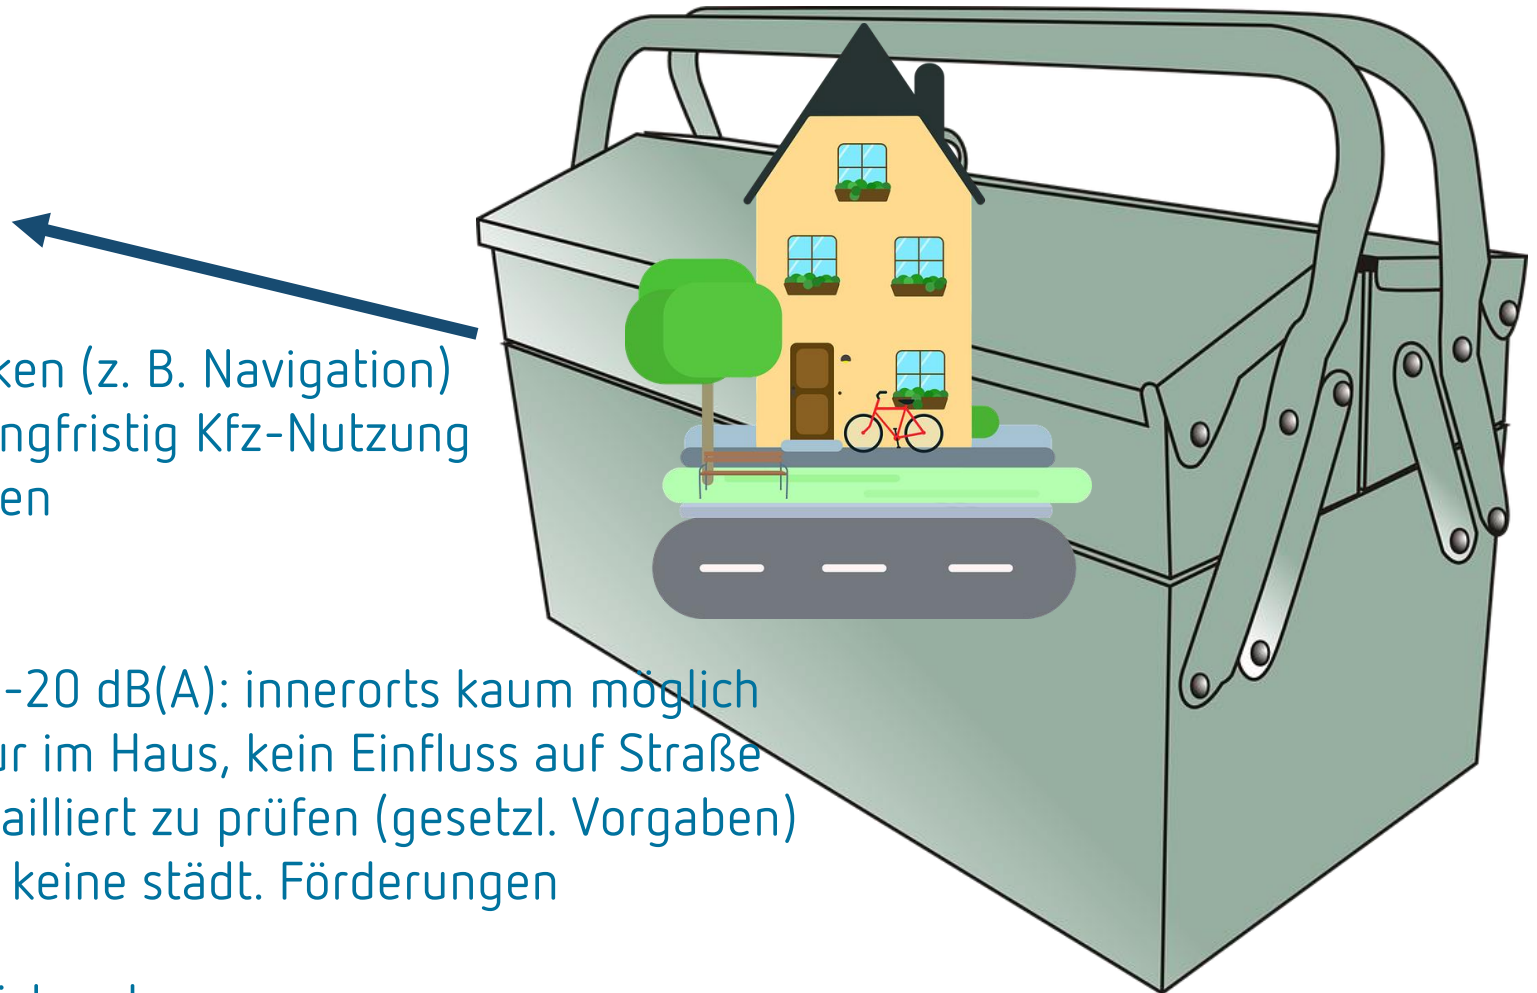 ken (z. B. Navigation)
ngfristig Kfz-Nutzung
en
-20 dB(A): innerorts kaum möglich
ur im Haus, kein Einfluss auf Straße
ailliert zu prüfen (gesetzl. Vorgaben)
keine städt. Förderungen